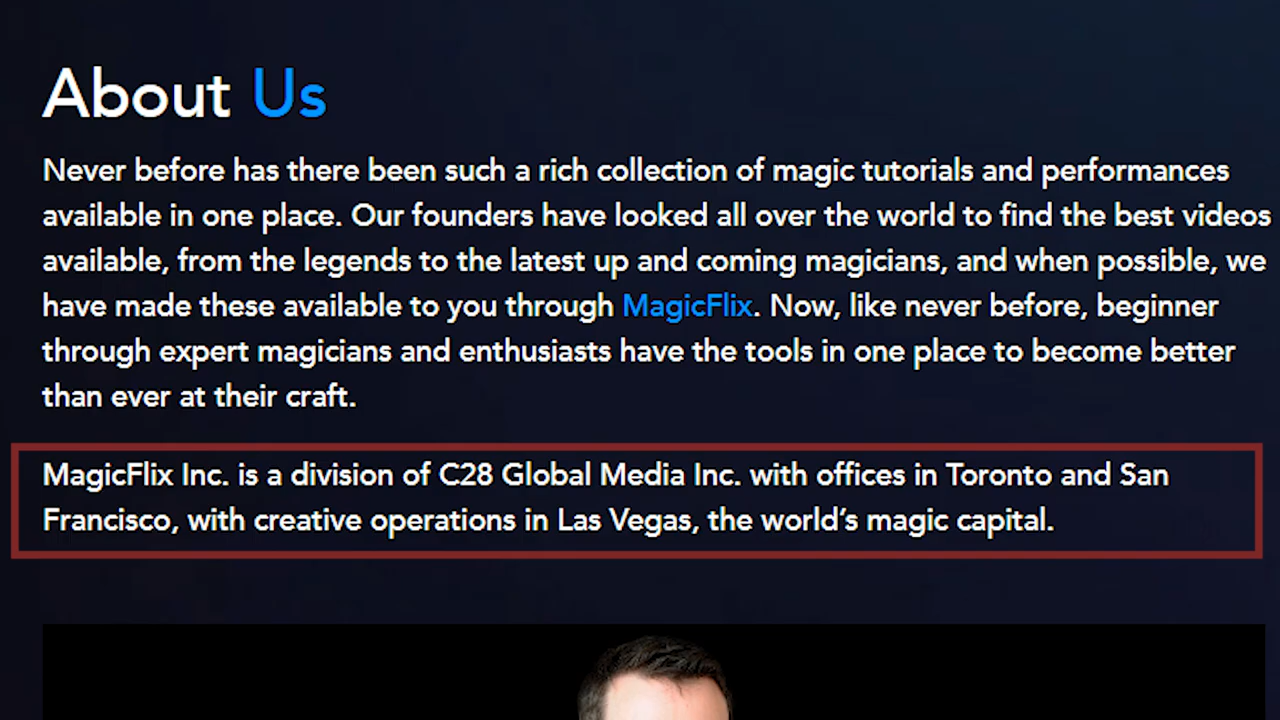 About Us
Never before has there been such a rich collection of magic tutorials and performances
available in one place. Our founders have looked all over the world to find the best videos
available, from the legends to the latest up and coming magicians, and when possible, we
have made these available to you through MagicFlix. Now, like never before, beginner
through expert magicians and enthusiasts have the tools in one place to become better
than ever at their craft.
MagicFlix Inc. is a division of C28 Global Media Inc. with offices in Toronto and San
Francisco, with creative operations in Las Vegas, the world’s magic capital.